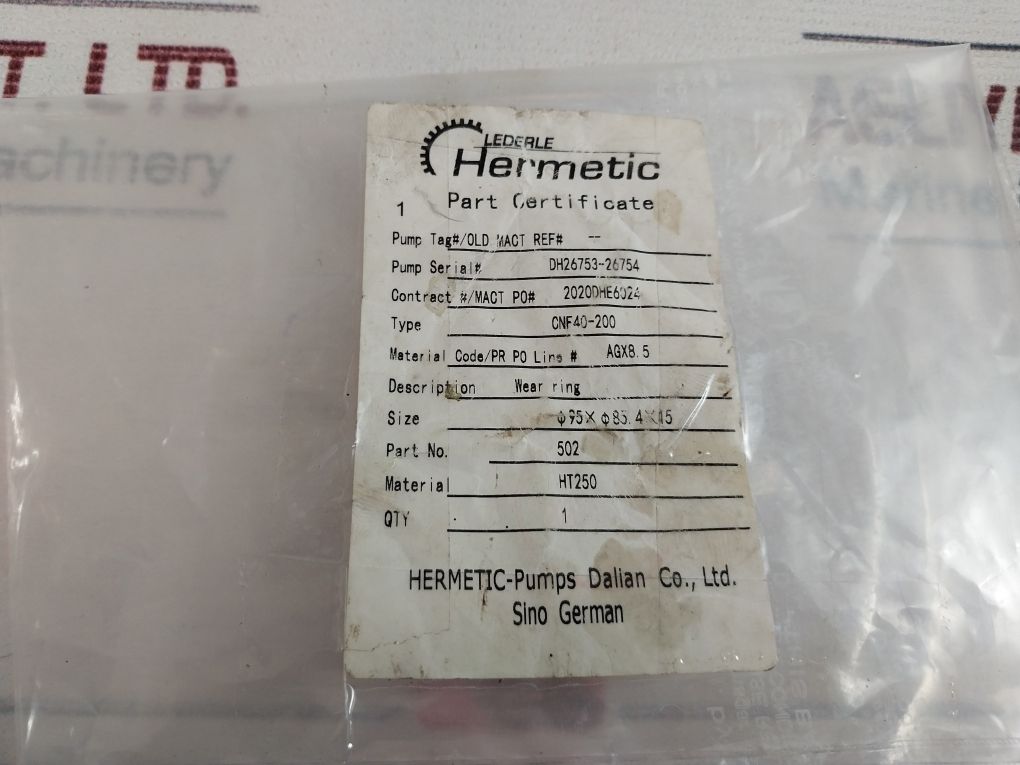 T. LTD.
achinery
LEDERLE
Hermetic
Part Certificate
1
Pump Tag#/OLD MACT REF# --
Pump Serial# DH26753-26754
Contract #/MACT PO# 2020DHE6024
Type CNF40-200
Material Code/PR PO Line # AGX8.5
Description Wear ring
Size Φ95×Φ85.4×15
Part No. 502
Material HT250
QTY 1
HERMETIC-Pumps Dalian Co., Ltd.
Sino German